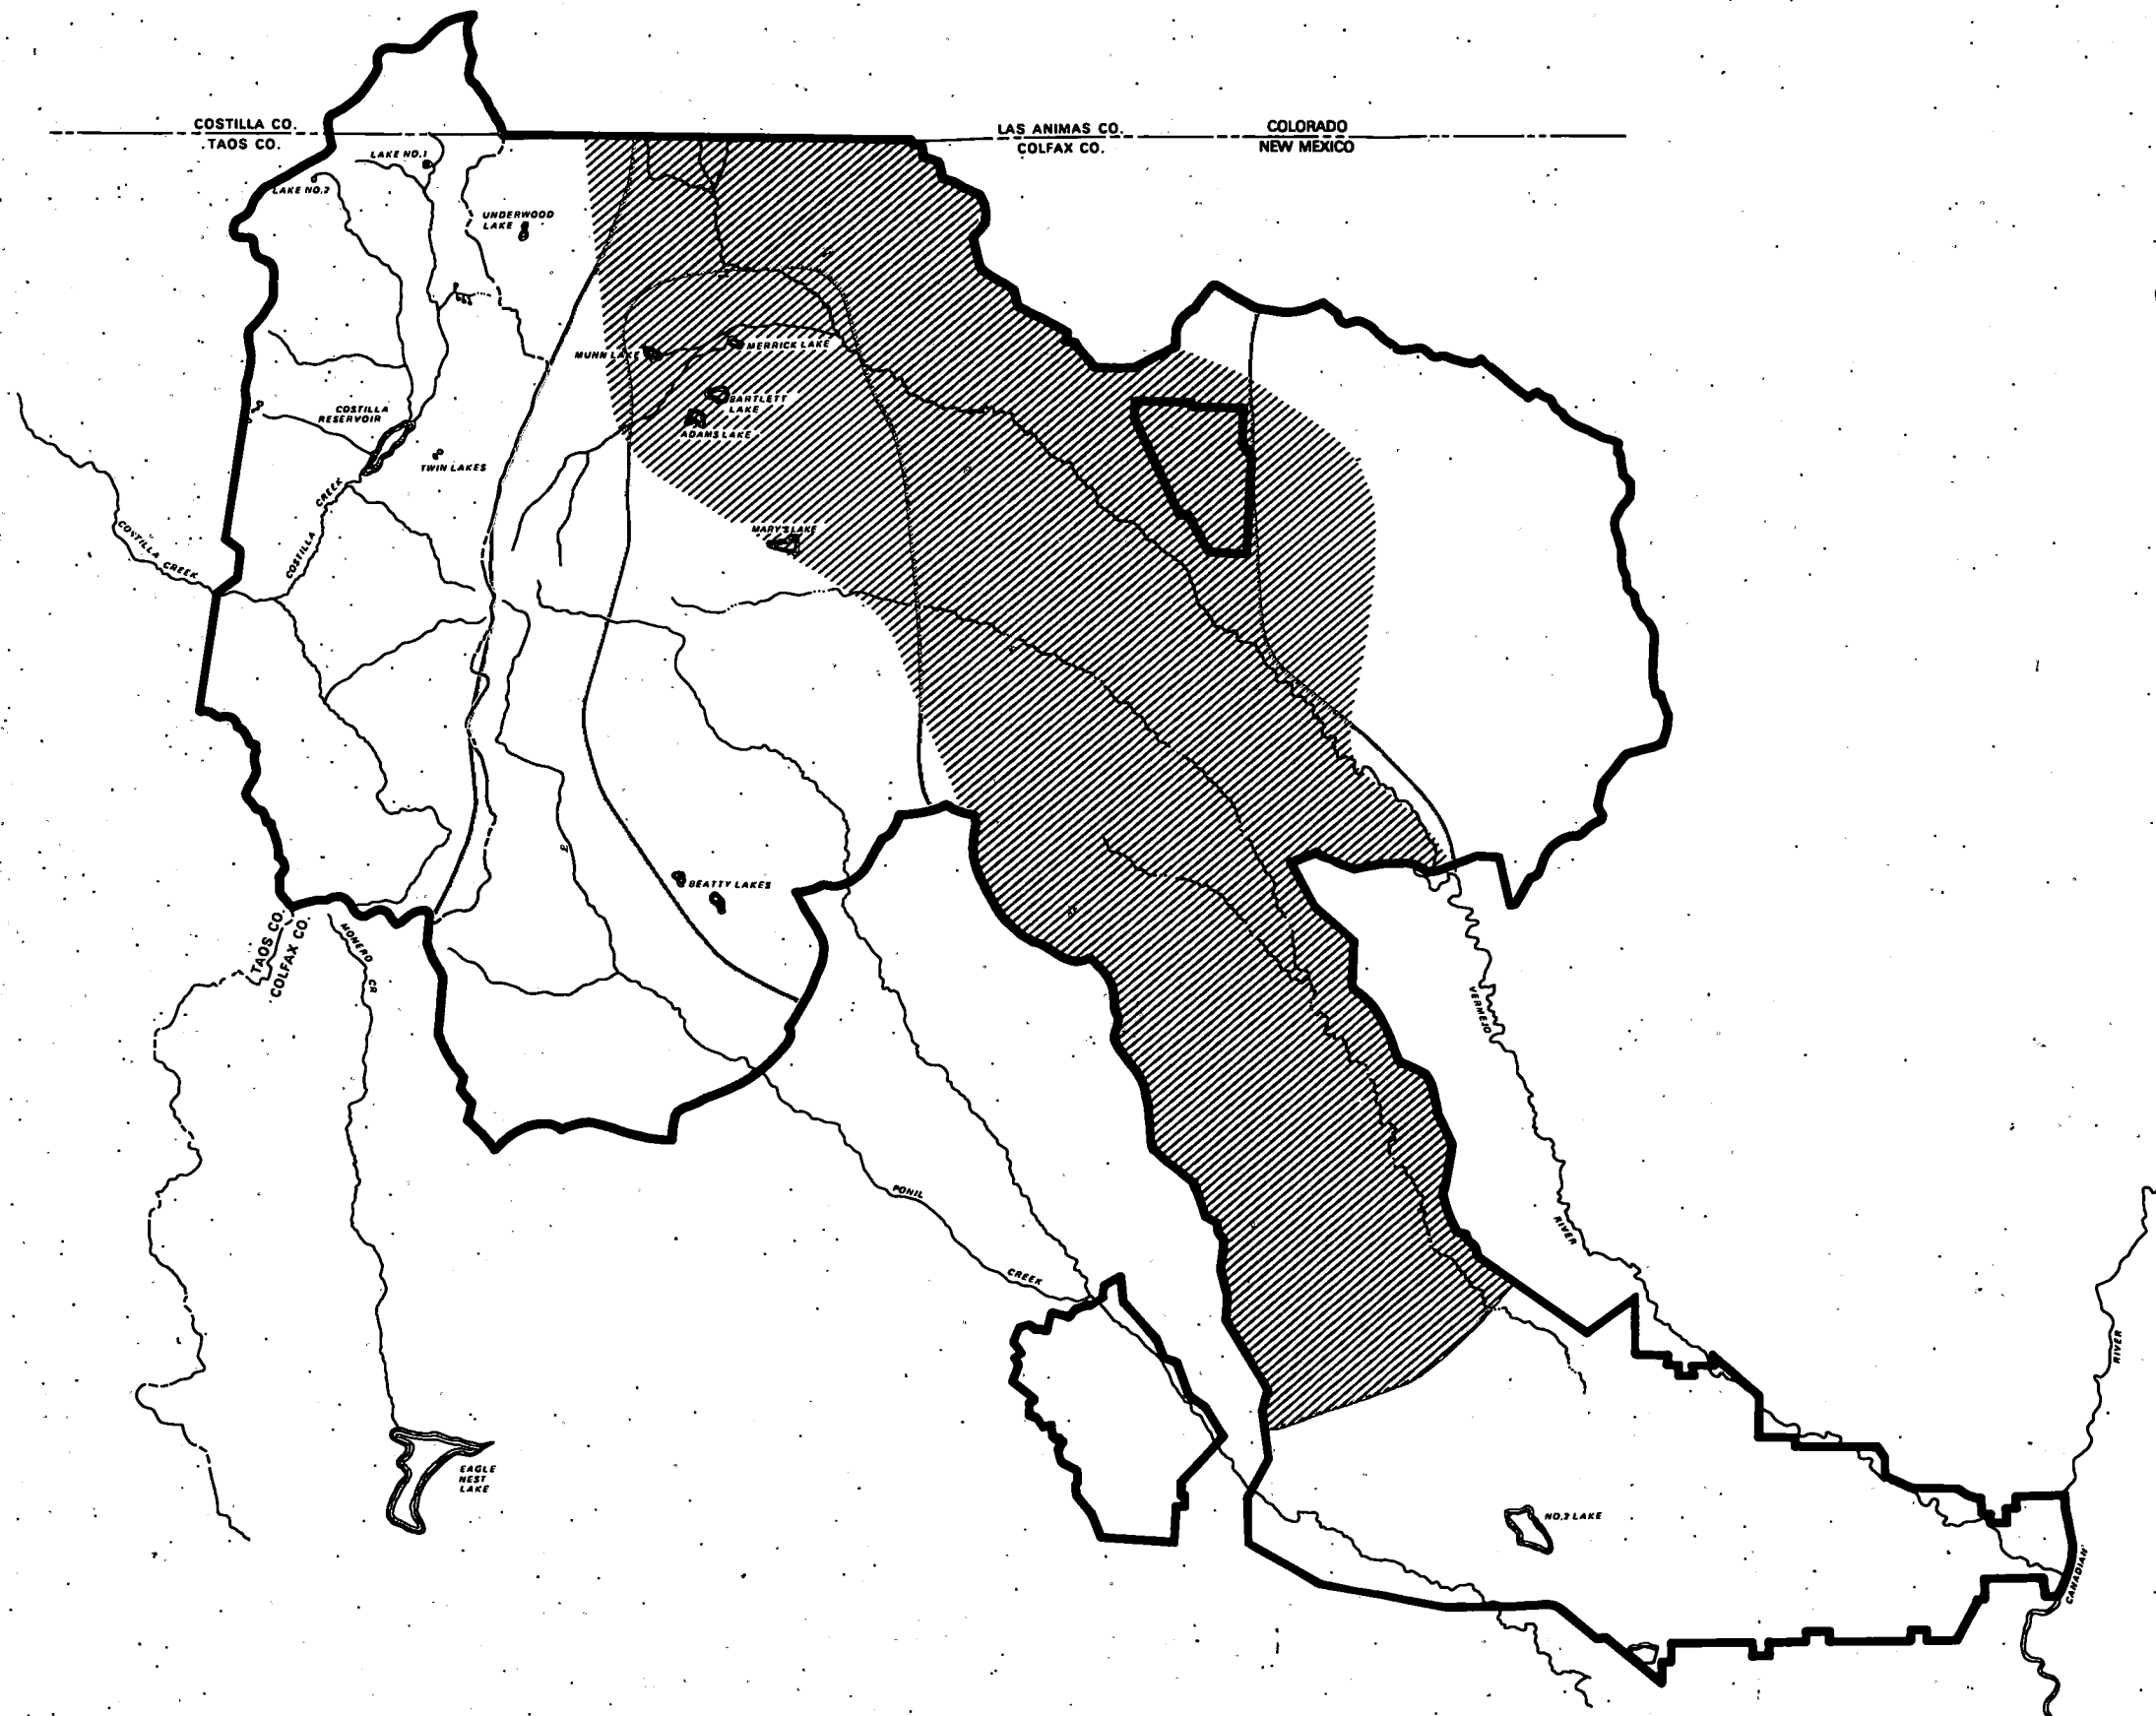 COSTILLA CO.
TAOS CO.
LAS ANIMAS CO.
COLFAX CO.
COLORADO
NEW MEXICO
LAKE NO.1
LAKE NO.2
UNDERWOOD
LAKE
MUNN LAKE
MERRICK LAKE
BARTLETT
LAKE
ADAMS LAKE
COSTILLA
RESERVOIR
TWIN LAKES
COSTILLA
CREEK
COSTILLA
CREEK
MARY'S LAKE
BEATTY LAKES
TAOS CO.
COLFAX CO.
MONERO
CR
VERMEJO
RIVER
PONIL
CREEK
EAGLE
NEST
LAKE
NO.2 LAKE
CANADIAN
RIVER